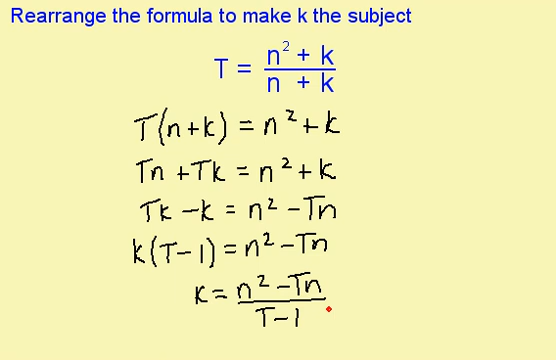 Rearrange the formula to make k the subject
T = (n² + k)/(n + k)
T(n+k) = n²+k
Tn +Tk = n²+k
Tk -k = n² -Tn
k(T-1) = n² -Tn
k = (n² -Tn)/(T-1)